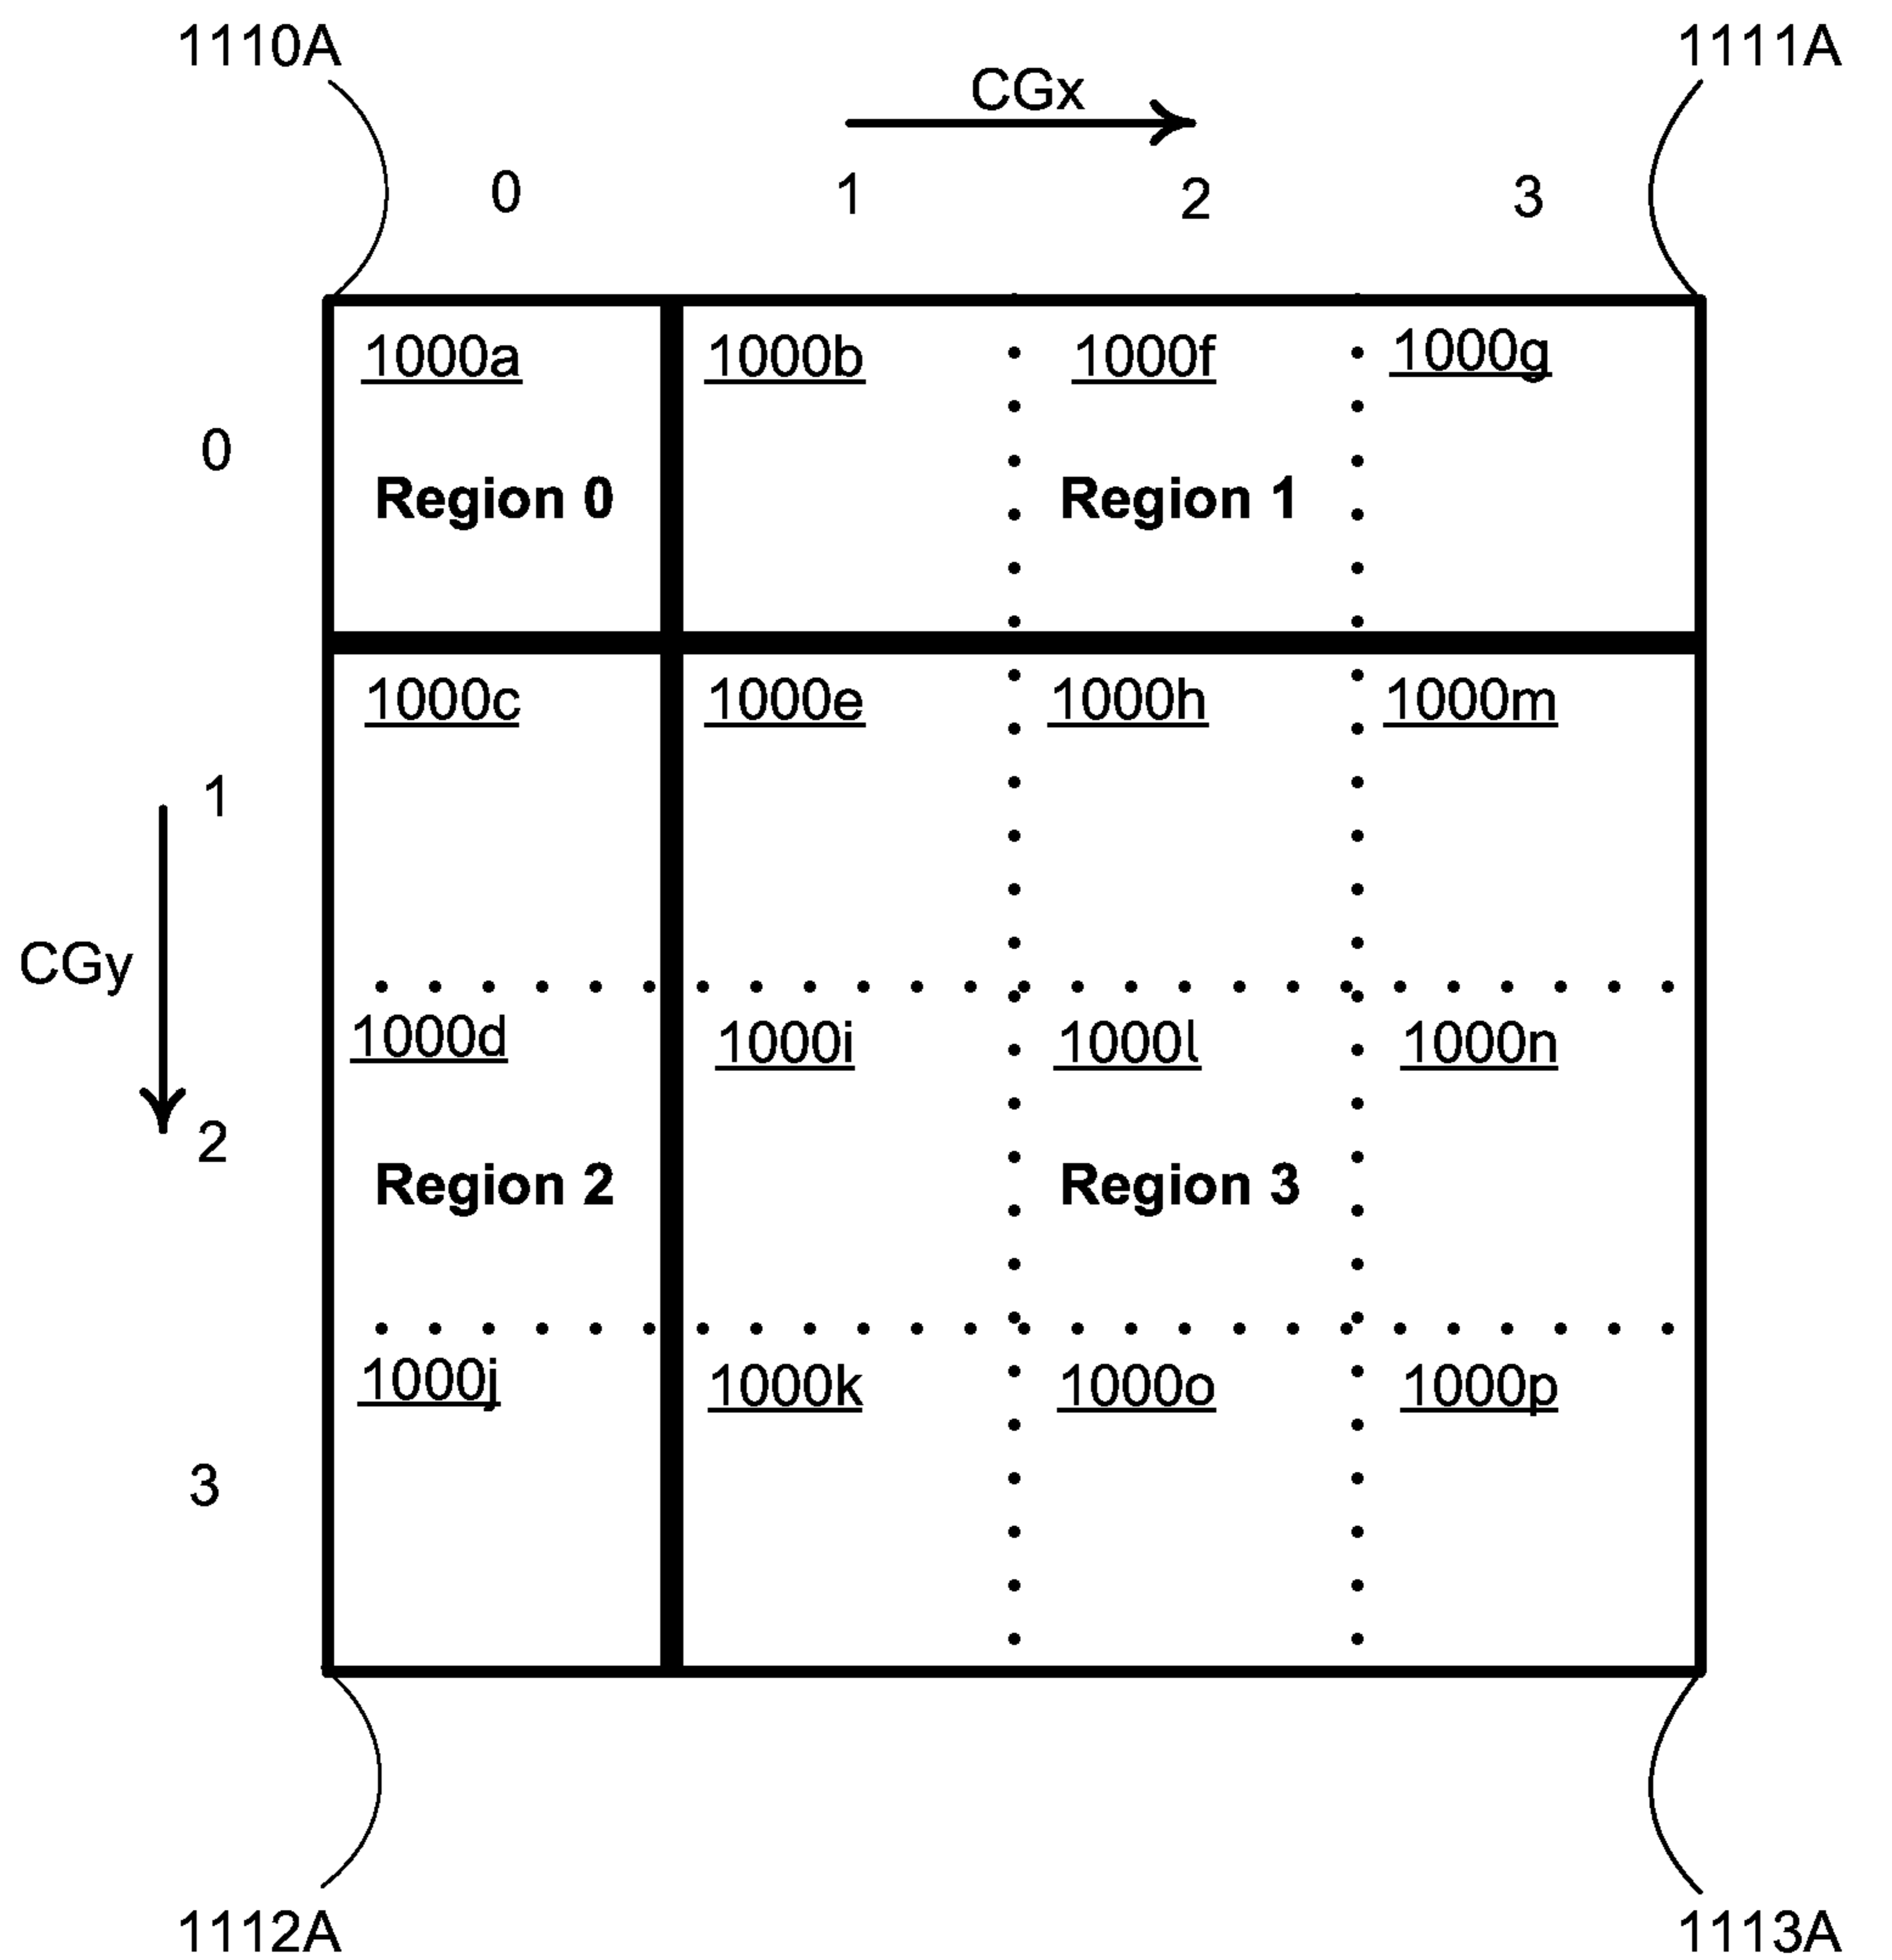 1110A 1111A
CGx
0 1 2 3
1000a 1000b 1000f 1000g
0
Region 0 Region 1
1000c 1000e 1000h 1000m
1
CGy
1000d 1000i 1000l 1000n
2
Region 2 Region 3
1000j 1000k 1000o 1000p
3
1112A 1113A